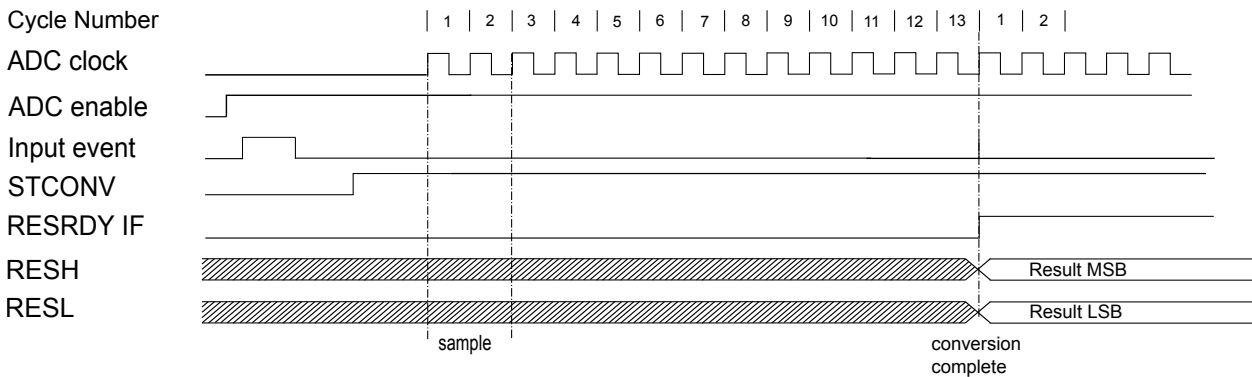 Cycle Number | 1 | 2 | 3 | 4 | 5 | 6 | 7 | 8 | 9 | 10 | 11 | 12 | 13 | 1 | 2 |
ADC clock
ADC enable
Input event
STCONV
RESRDY IF
RESH Result MSB
RESL Result LSB
sample conversion
complete